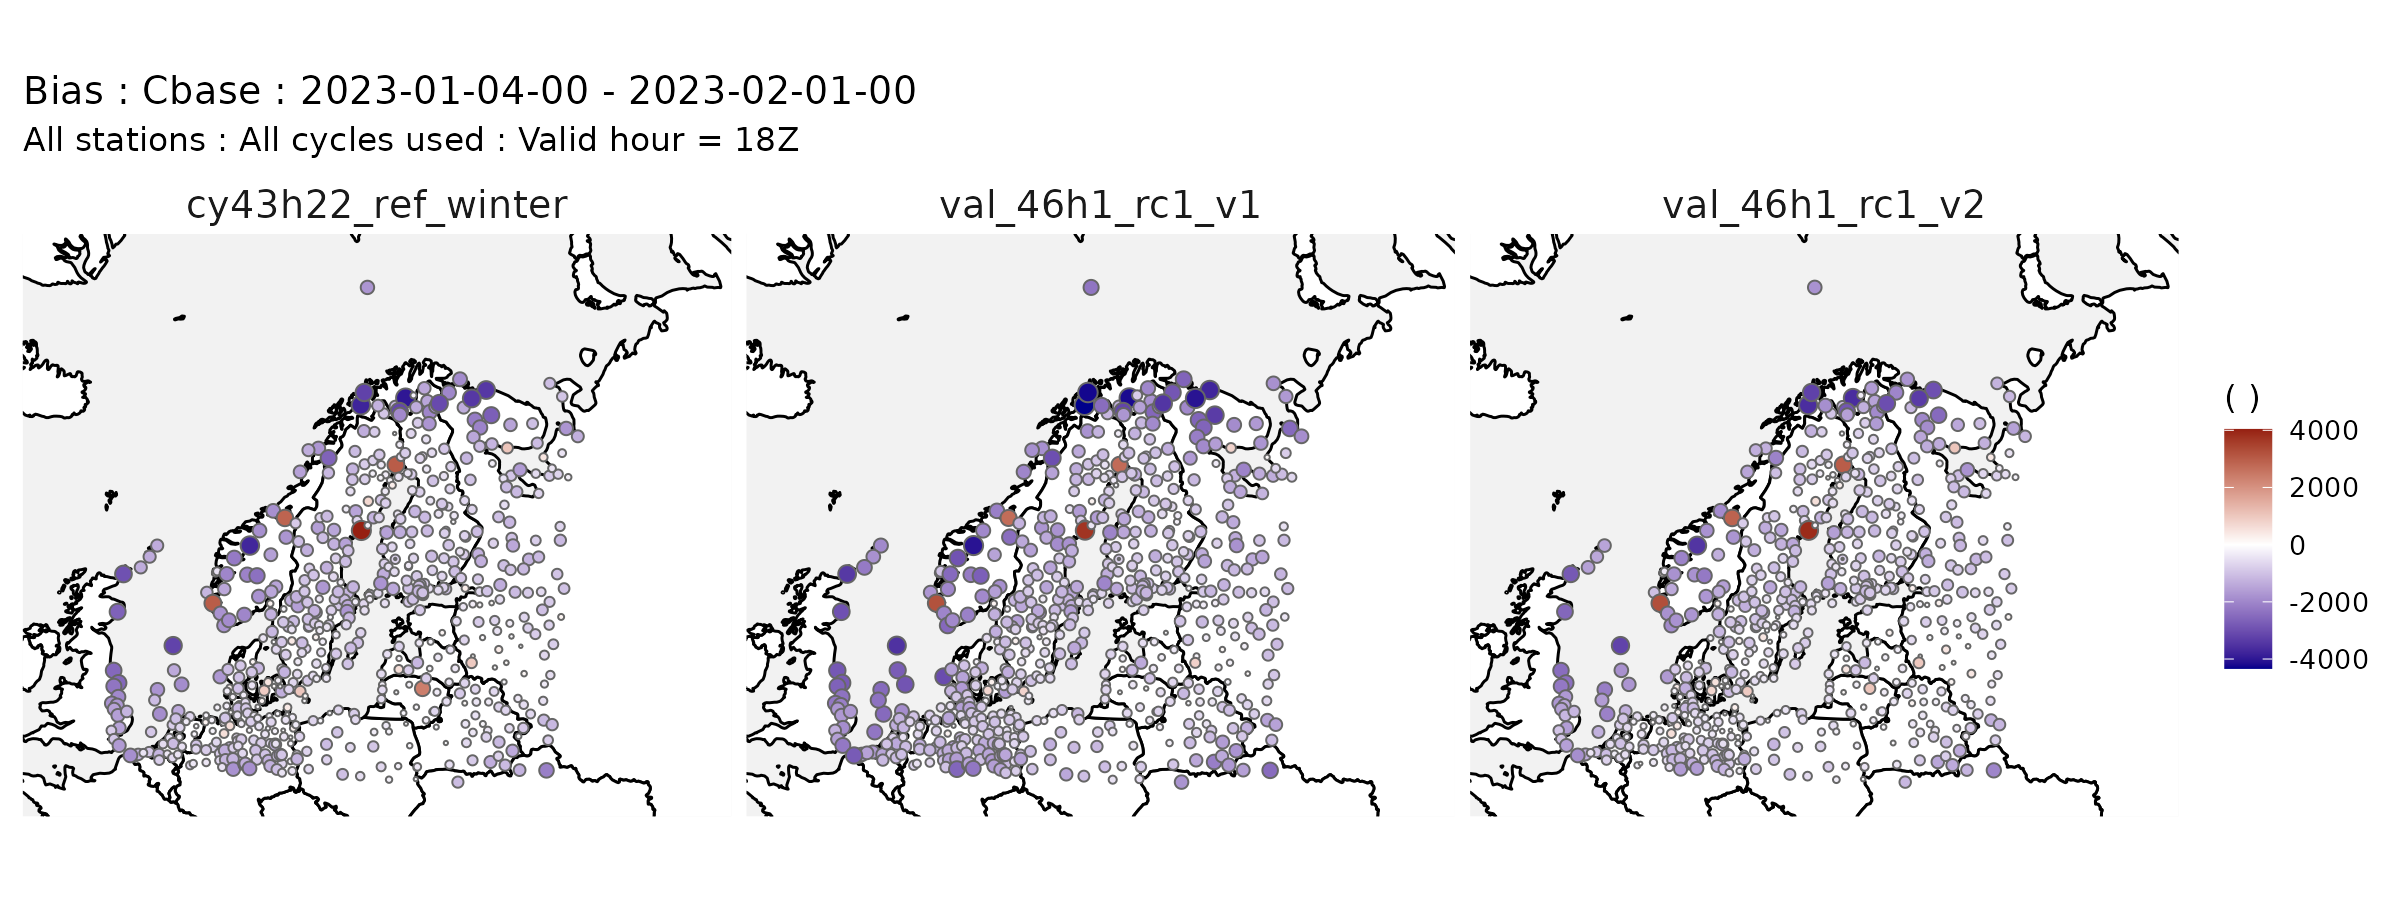 Bias : Cbase : 2023-01-04-00 - 2023-02-01-00
All stations : All cycles used : Valid hour = 18Z
cy43h22_ref_winter
val_46h1_rc1_v1
val_46h1_rc1_v2
( )
4000
2000
0
-2000
-4000